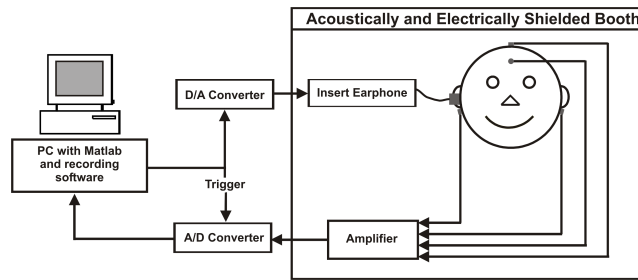 Acoustically and Electrically Shielded Booth
D/A Converter
Insert Earphone
PC with Matlab
and recording
software
Trigger
A/D Converter
Amplifier